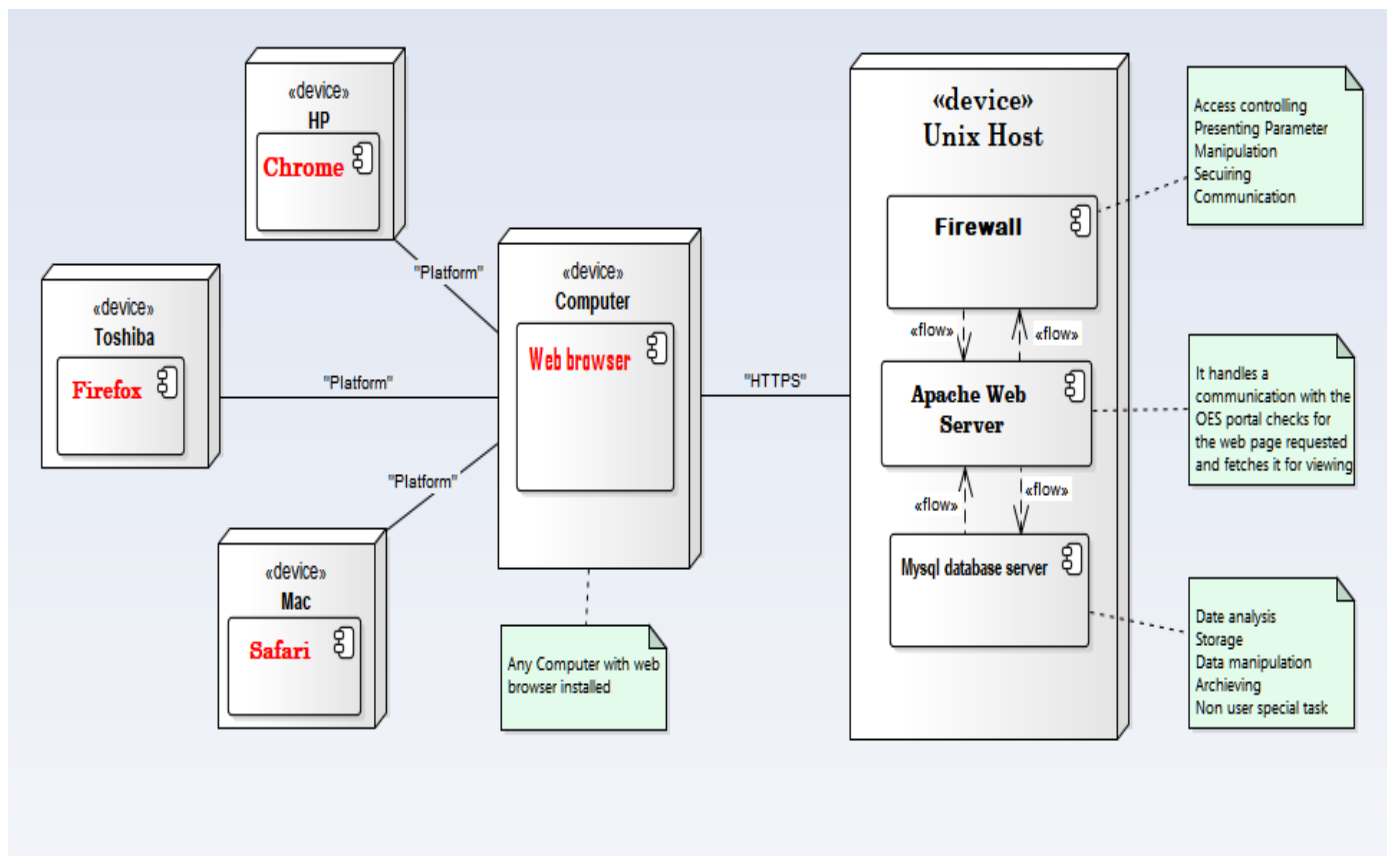 «device»
HP
Chrome
"Platform"
«device»
Toshiba
Firefox
"Platform"
«device»
Mac
Safari
"Platform"
«device»
Computer
Web browser
Any Computer with web
browser installed
"HTTPS"
«device»
Unix Host
Firewall
«flow»
«flow»
Apache Web
Server
«flow»
«flow»
Mysql database server
Access controlling
Presenting Parameter
Manipulation
Secuiring
Communication
It handles a
communication with the
OES portal checks for
the web page requested
and fetches it for viewing
Date analysis
Storage
Data manipulation
Archieving
Non user special task